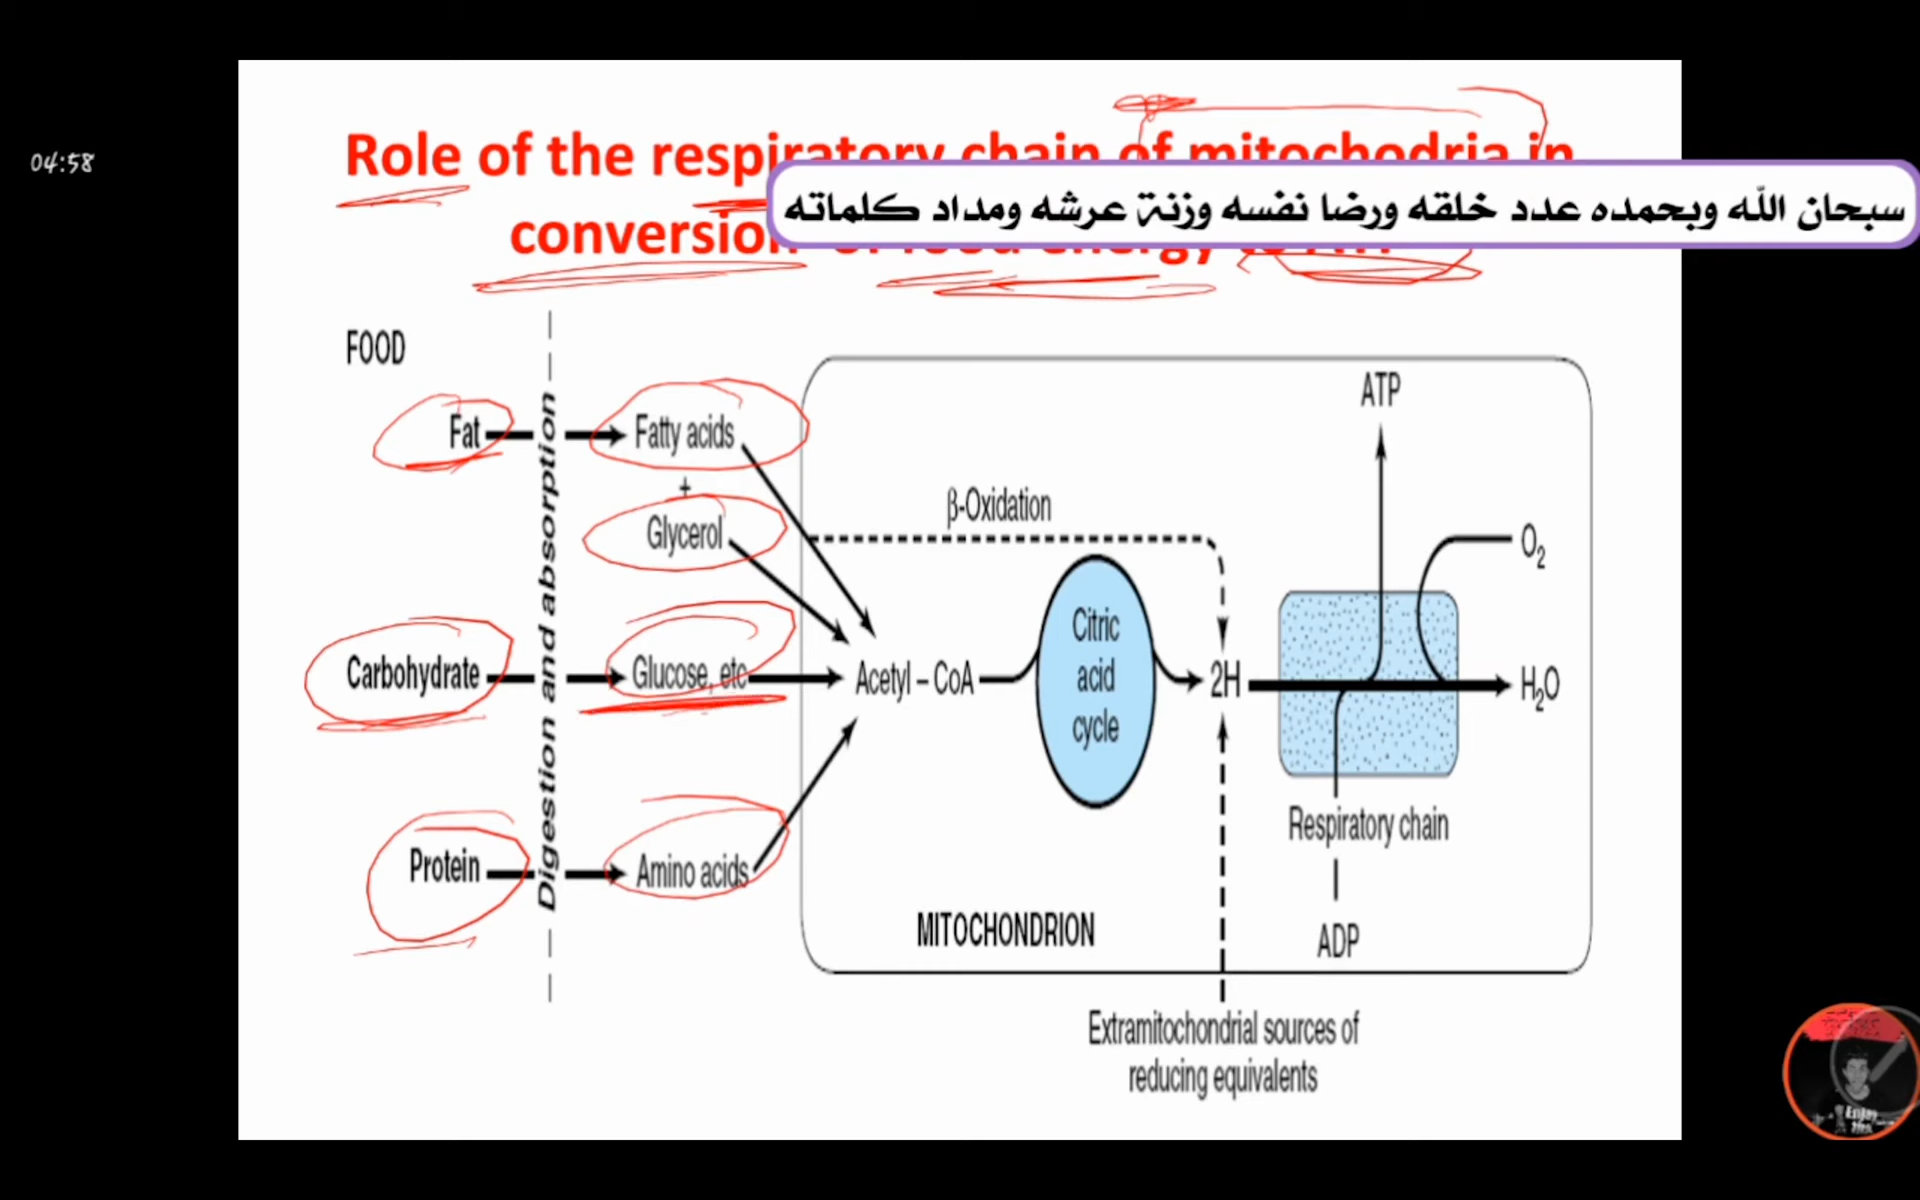 04:58
Role of the respiratory chain of mitochodria in
سبحان الله وبحمده عدد خلقه ورضا نفسه وزنة عرشه ومداد كلماته
conversion of food energy to ATP
FOOD
Fat
Fatty acids
+
Glycerol
Carbohydrate
Glucose, etc
Protein
Amino acids
Digestion and absorption
β-Oxidation
Acetyl – CoA
Citric
acid
cycle
2H
ATP
O₂
H₂O
Respiratory chain
ADP
MITOCHONDRION
Extramitochondrial sources of
reducing equivalents
Enjoy